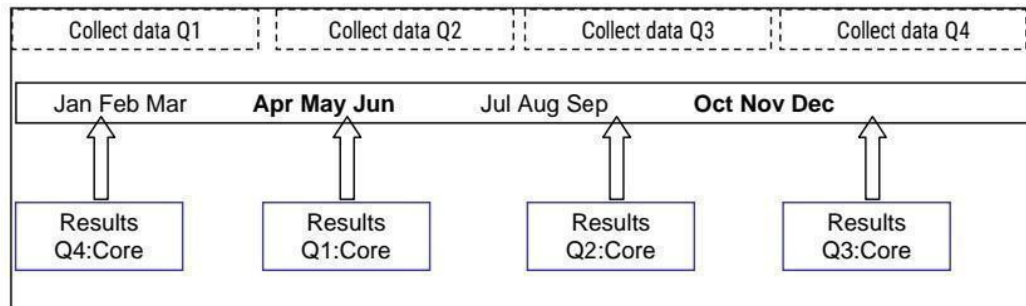 Collect data Q1
Collect data Q2
Collect data Q3
Collect data Q4
Jan Feb Mar
Apr May Jun
Jul Aug Sep
Oct Nov Dec
Results
Q4:Core
Results
Q1:Core
Results
Q2:Core
Results
Q3:Core